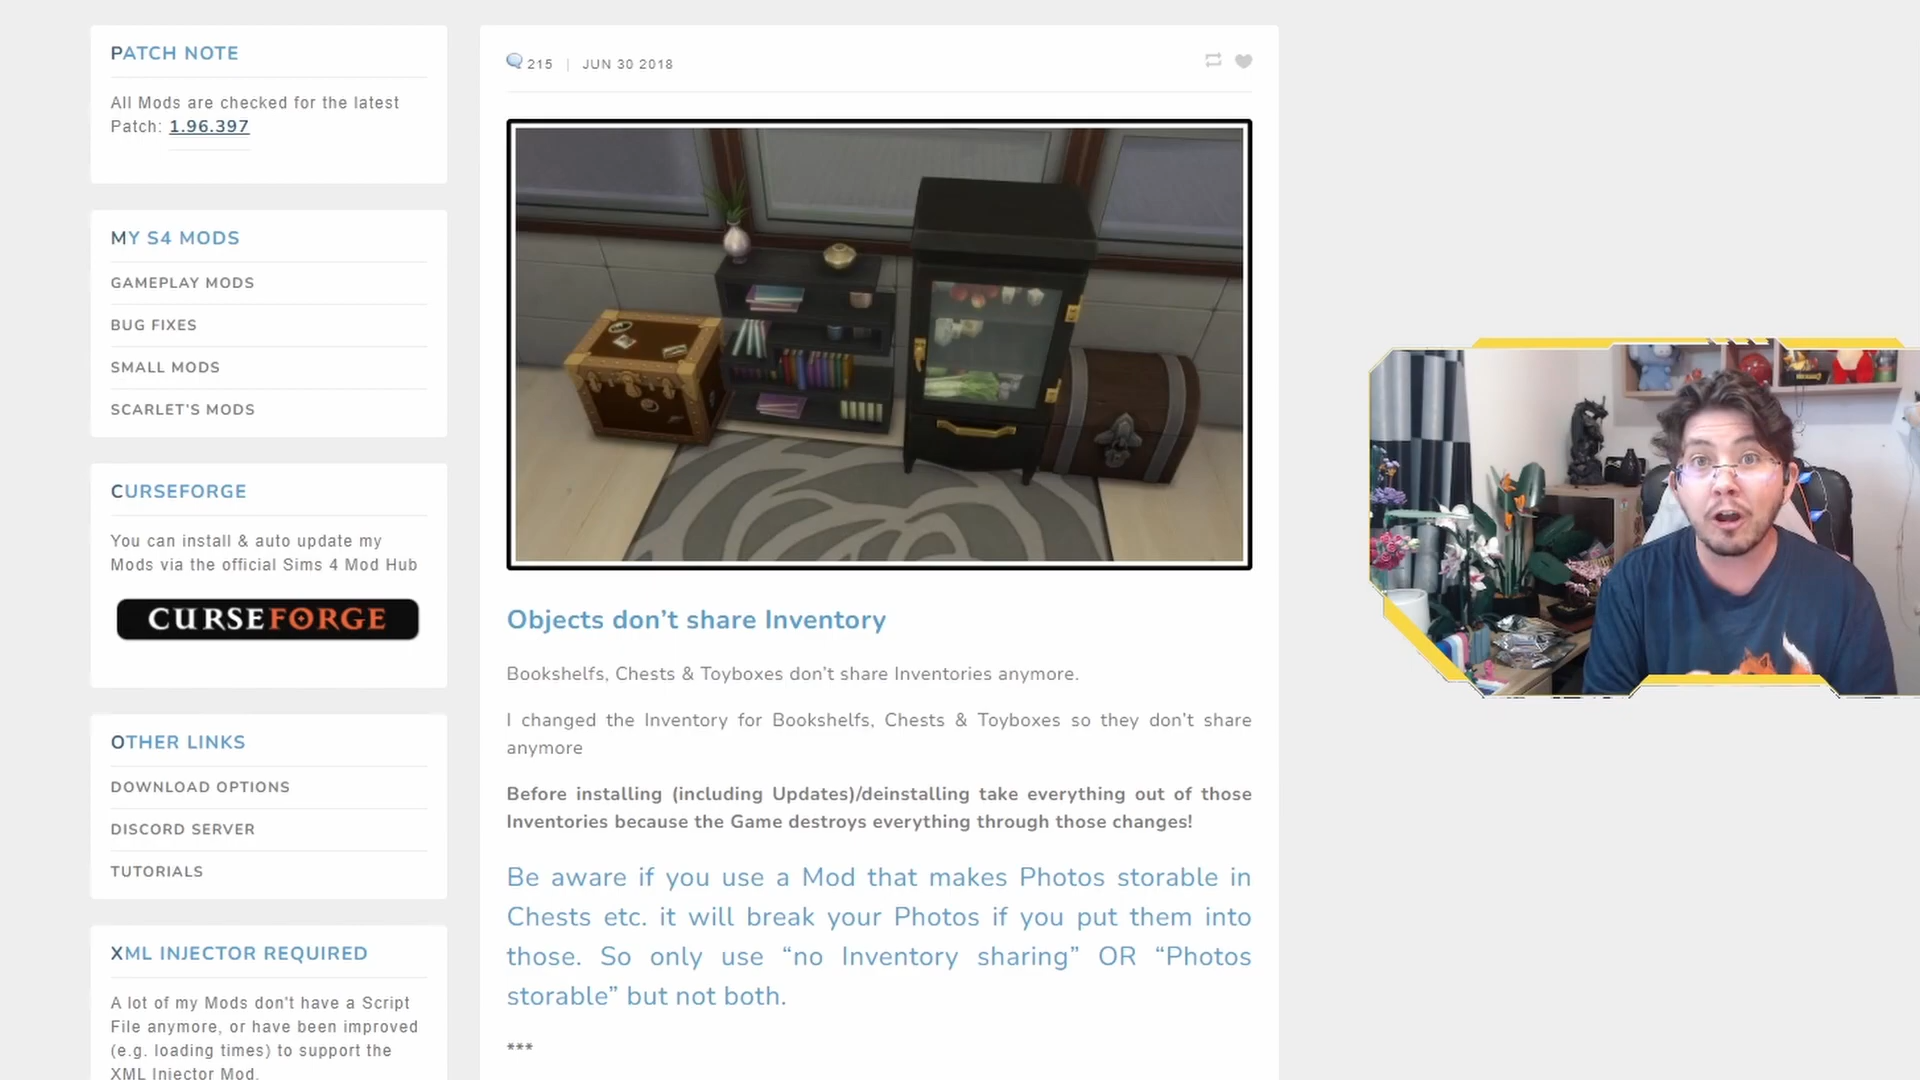 PATCH NOTE
All Mods are checked for the latest
Patch: 1.96.397
MY S4 MODS
GAMEPLAY MODS
BUG FIXES
SMALL MODS
SCARLET'S MODS
CURSEFORGE
You can install & auto update my
Mods via the official Sims 4 Mod Hub
CURSEFORGE
OTHER LINKS
DOWNLOAD OPTIONS
DISCORD SERVER
TUTORIALS
XML INJECTOR REQUIRED
A lot of my Mods don't have a Script
File anymore, or have been improved
(e.g. loading times) to support the
XML Injector Mod.
215 | JUN 30 2018
Objects don’t share Inventory
Bookshelfs, Chests & Toyboxes don’t share Inventories anymore.
I changed the Inventory for Bookshelfs, Chests & Toyboxes so they don’t share
anymore
Before installing (including Updates)/deinstalling take everything out of those
Inventories because the Game destroys everything through those changes!
Be aware if you use a Mod that makes Photos storable in
Chests etc. it will break your Photos if you put them into
those. So only use “no Inventory sharing” OR “Photos
storable” but not both.
***